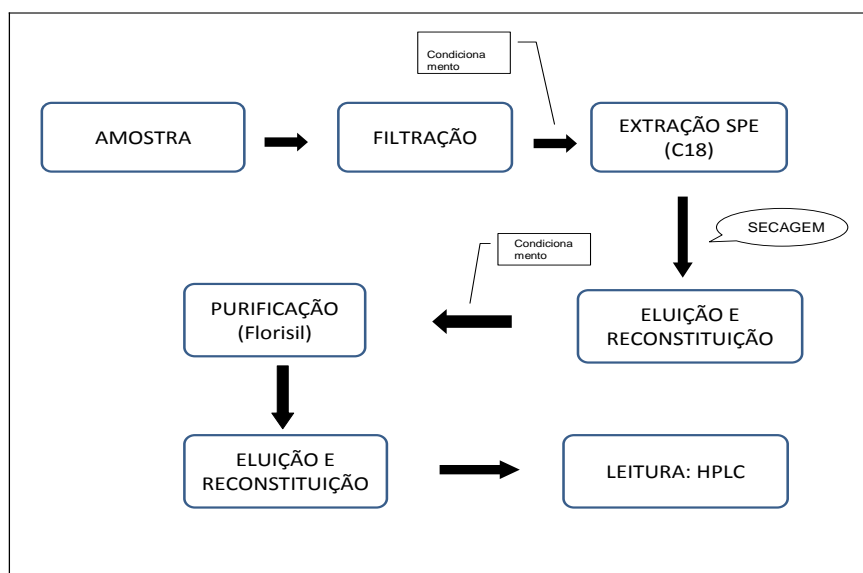 Condiciona
mento
AMOSTRA
FILTRAÇÃO
EXTRAÇÃO SPE
(C18)
SECAGEM
Condiciona
mento
PURIFICAÇÃO
(Florisil)
ELUIÇÃO E
RECONSTITUIÇÃO
ELUIÇÃO E
RECONSTITUIÇÃO
LEITURA: HPLC